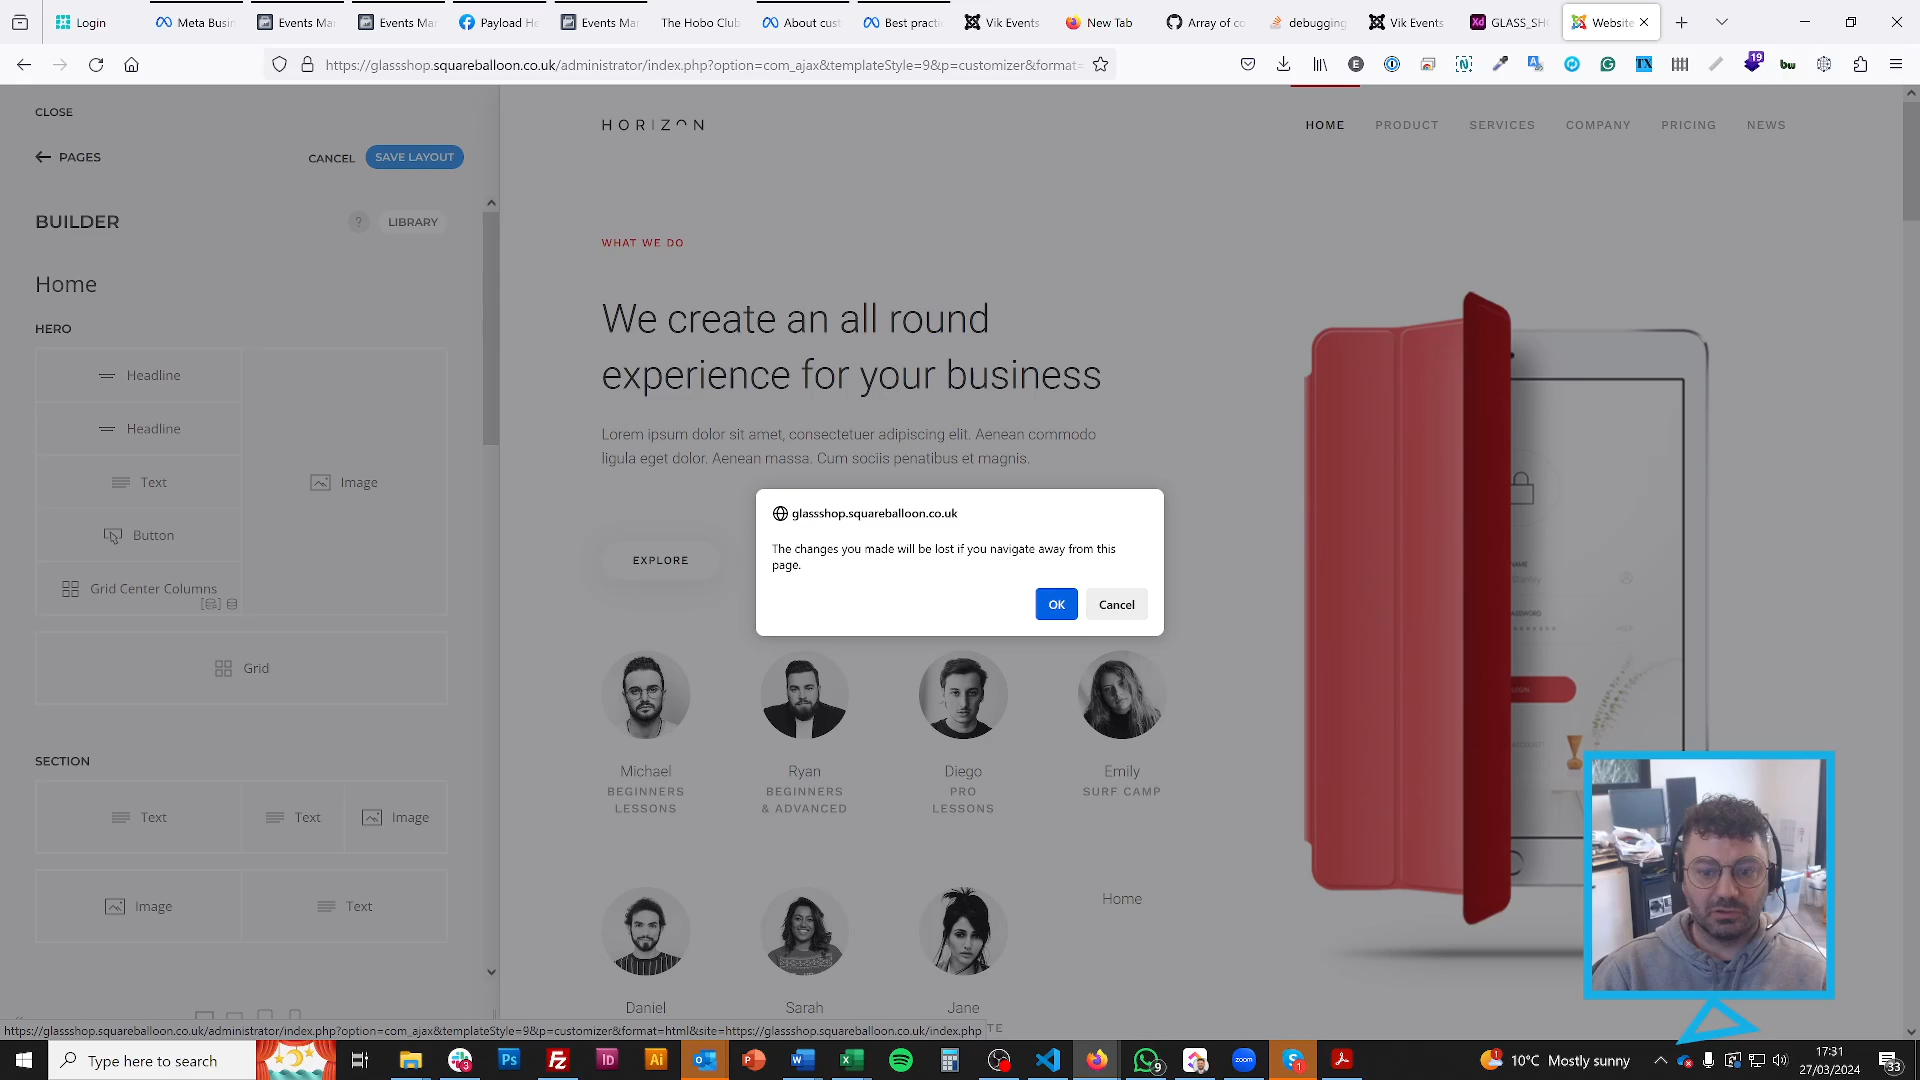 Login
Meta Busin
Events Mar
Events Mar
Payload He
Events Mar
The Hobo Club
About cust
Best practi
Vik Events
New Tab
Array of co
debugging
Vik Events
GLASS_SHO
Website
https://glassshop.squareballoon.co.uk/administrator/index.php?option=com_ajax&templateStyle=9&p=customizer&format=
19
CLOSE
PAGES
CANCEL
SAVE LAYOUT
BUILDER
?
LIBRARY
Home
HERO
Headline
Headline
Text
Image
Button
Grid Center Columns
Grid
SECTION
Text
Text
Image
Image
Text
HORIZON
HOME
PRODUCT
SERVICES
COMPANY
PRICING
NEWS
WHAT WE DO
We create an all round
experience for your business
Lorem ipsum dolor sit amet, consectetuer adipiscing elit. Aenean commodo
ligula eget dolor. Aenean massa. Cum sociis penatibus et magnis.
EXPLORE
glassshop.squareballoon.co.uk
The changes you made will be lost if you navigate away from this
page.
OK
Cancel
Michael
BEGINNERS
LESSONS
Ryan
BEGINNERS
& ADVANCED
Diego
PRO
LESSONS
Emily
SURF CAMP
Home
Daniel
Sarah
Jane
https://glassshop.squareballoon.co.uk/administrator/index.php?option=com_ajax&templateStyle=9&p=customizer&format=html&site=https://glassshop.squareballoon.co.uk/index.php
Type here to search
10°C Mostly sunny
17:31
27/03/2024
33